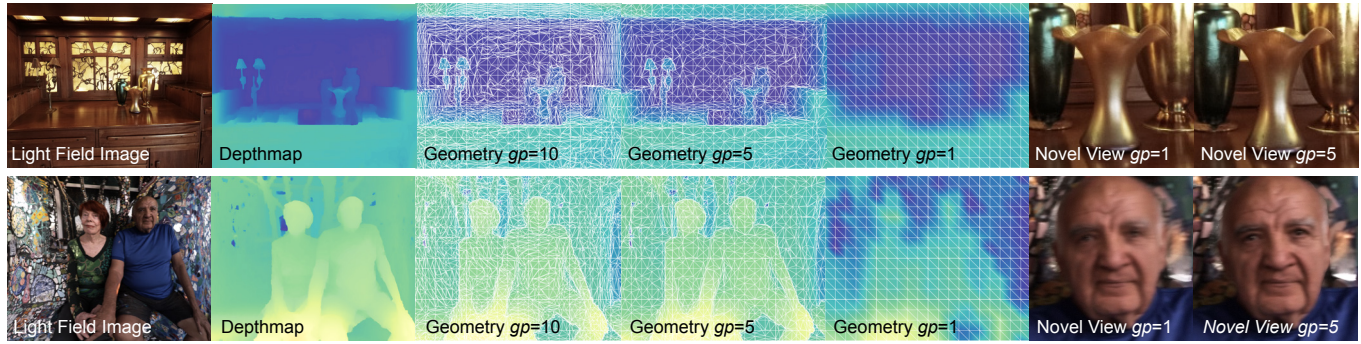 Light Field Image
Depthmap
Geometry gp=10
Geometry gp=5
Geometry gp=1
Novel View gp=1
Novel View gp=5
Light Field Image
Depthmap
Geometry gp=10
Geometry gp=5
Geometry gp=1
Novel View gp=1
Novel View gp=5